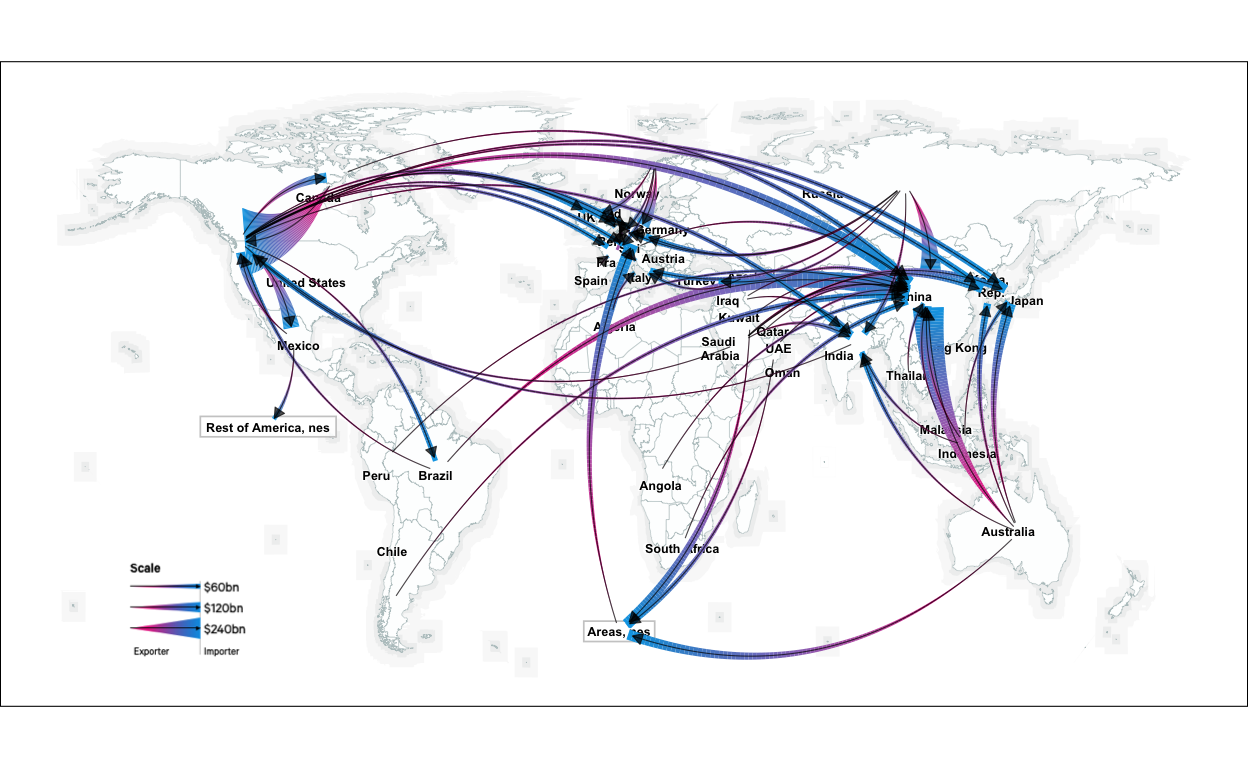 Norway
Canada
Russia
UK
Germany
Austria
Spain
Italy
Turkey
United States
Iraq
China
Rep.
Japan
Kuwait
Algeria
Qatar
Saudi
Arabia
UAE
Mexico
India
Oman
Hong Kong
Thailand
Rest of America, nes
Malaysia
Indonesia
Peru
Brazil
Angola
Australia
Chile
South Africa
Areas, nes
Scale
$60bn
$120bn
$240bn
Exporter
Importer